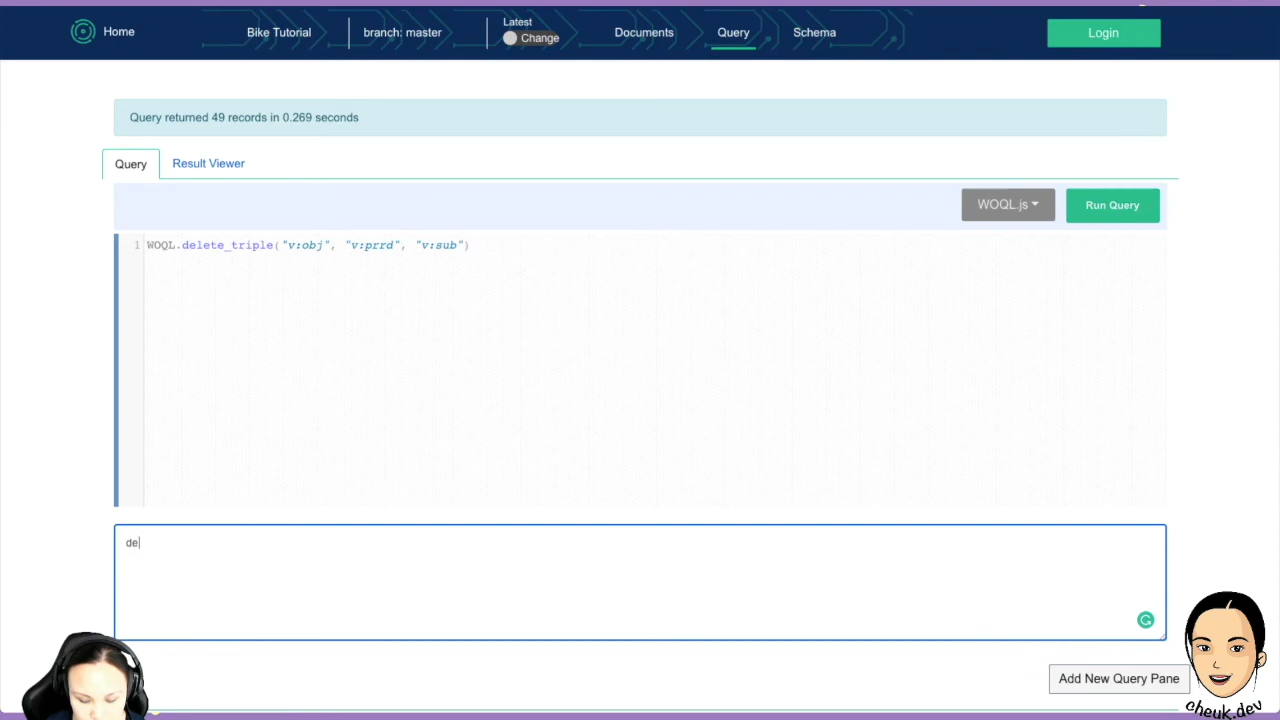 Home
Bike Tutorial
branch: master
Latest
Change
Documents
Query
Schema
Login
Query returned 49 records in 0.269 seconds
Query
Result Viewer
WOQL.js
Run Query
1 WOQL.delete_triple("v:obj", "v:prrd", "v:sub")
de
Add New Query Pane
cheuk.dev